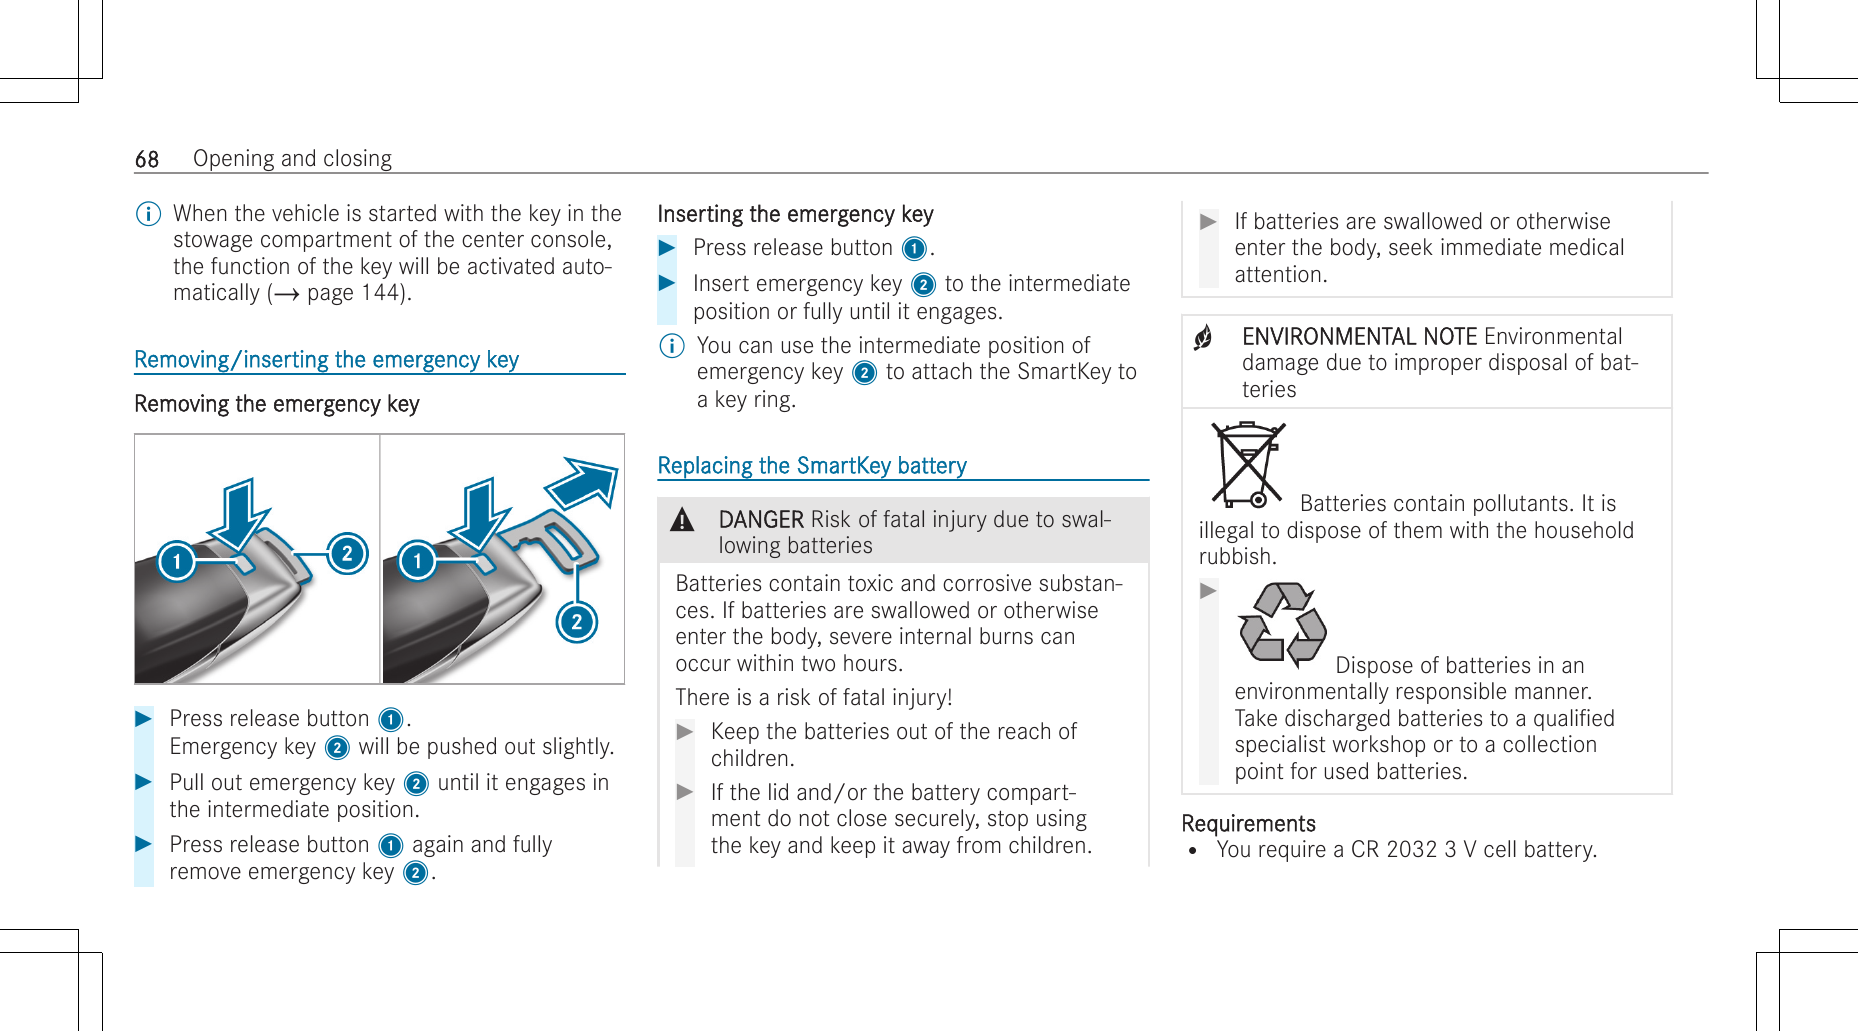 68 Opening and closing
When the vehicle is started with the key in the
stowage compartment of the center console,
the function of the key will be activated auto-
matically (→ page 144).
Removing/inserting the emergency key
Removing the emergency key
1
2
1
2
▶ Press release button 1.
Emergency key 2 will be pushed out slightly.
▶ Pull out emergency key 2 until it engages in
the intermediate position.
▶ Press release button 1 again and fully
remove emergency key 2.
Inserting the emergency key
▶ Press release button 1.
▶ Insert emergency key 2 to the intermediate
position or fully until it engages.
You can use the intermediate position of
emergency key 2 to attach the SmartKey to
a key ring.
Replacing the SmartKey battery
DANGER Risk of fatal injury due to swal-
lowing batteries
Batteries contain toxic and corrosive substan-
ces. If batteries are swallowed or otherwise
enter the body, severe internal burns can
occur within two hours.
There is a risk of fatal injury!
▶ Keep the batteries out of the reach of
children.
▶ If the lid and/or the battery compart-
ment do not close securely, stop using
the key and keep it away from children.
▶ If batteries are swallowed or otherwise
enter the body, seek immediate medical
attention.
ENVIRONMENTAL NOTE Environmental
damage due to improper disposal of bat-
teries
Batteries contain pollutants. It is
illegal to dispose of them with the household
rubbish.
▶ Dispose of batteries in an
environmentally responsible manner.
Take discharged batteries to a qualified
specialist workshop or to a collection
point for used batteries.
Requirements
• You require a CR 2032 3 V cell battery.